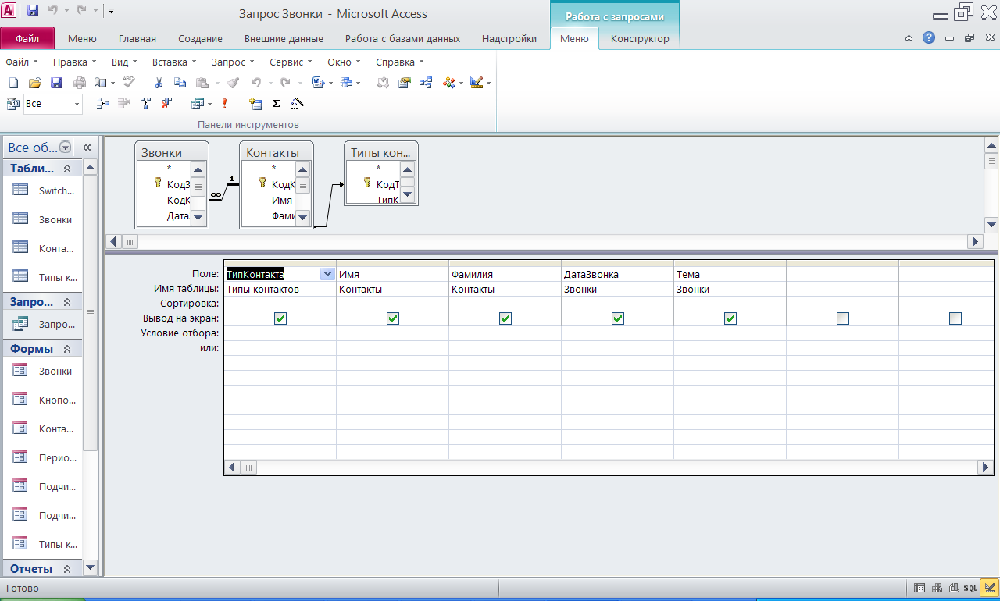 Запрос Звонки - Microsoft Access
Работа с запросами
Файл Меню Главная Создание Внешние данные Работа с базами данных Надстройки Меню Конструктор
Файл Правка Вид Вставка Запрос Сервис Окно Справка
ABC
Все
Σ
Панели инструментов
Все об...
Табли...
Switch...
Звонки
Конта...
Типы к...
Запро...
Запро...
Формы
Звонки
Кнопо...
Конта...
Перио...
Подчи...
Подчи...
Типы к...
Отчеты
Звонки
*
КодЗ
КодК
Дата
∞
1
Контакты
*
КодК
Имя
Фами
Типы кон...
*
КодТ
ТипК
Поле: ТипКонтакта Имя Фамилия ДатаЗвонка Тема
Имя таблицы: Типы контактов Контакты Контакты Звонки Звонки
Сортировка:
Вывод на экран:
Условие отбора:
или:
Готово
SQL